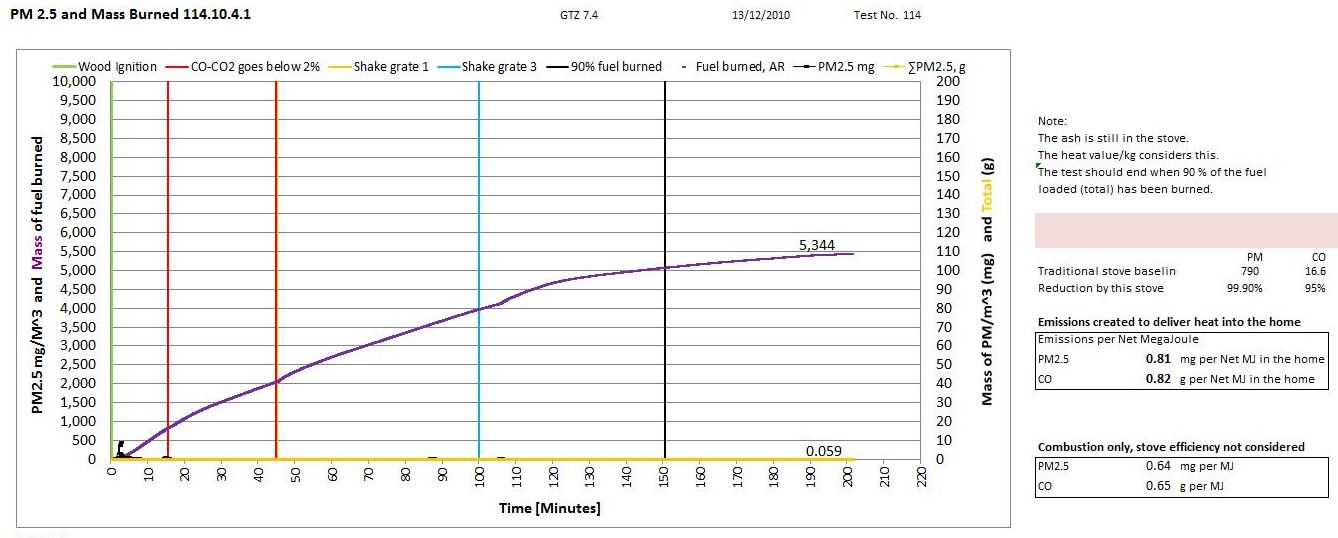 PM 2.5 and Mass Burned 114.10.4.1 GTZ 7.4 13/12/2010 Test No. 114
Wood Ignition CO-CO2 goes below 2% Shake grate 1 Shake grate 3 90% fuel burned Fuel burned, AR PM2.5 mg ∑PM2.5, g
PM2.5 mg/M^3 and Mass of fuel burned
10,000
9,500
9,000
8,500
8,000
7,500
7,000
6,500
6,000
5,500
5,000
4,500
4,000
3,500
3,000
2,500
2,000
1,500
1,000
500
0
5,344
0.059
200
190
180
170
160
150
140
130
120
110
100
90
80
70
60
50
40
30
20
10
0
Mass of PM/m^3 (mg) and Total (g)
0 10 20 30 40 50 60 70 80 90 100 110 120 130 140 150 160 170 180 190 200 210 220
Time [Minutes]
Note:
The ash is still in the stove.
The heat value/kg considers this.
The test should end when 90 % of the fuel
loaded (total) has been burned.
PM CO
Traditional stove baselin 790 16.6
Reduction by this stove 99.90% 95%
Emissions created to deliver heat into the home
Emissions per Net MegaJoule
PM2.5 0.81 mg per Net MJ in the home
CO 0.82 g per Net MJ in the home
Combustion only, stove efficiency not considered
PM2.5 0.64 mg per MJ
CO 0.65 g per MJ